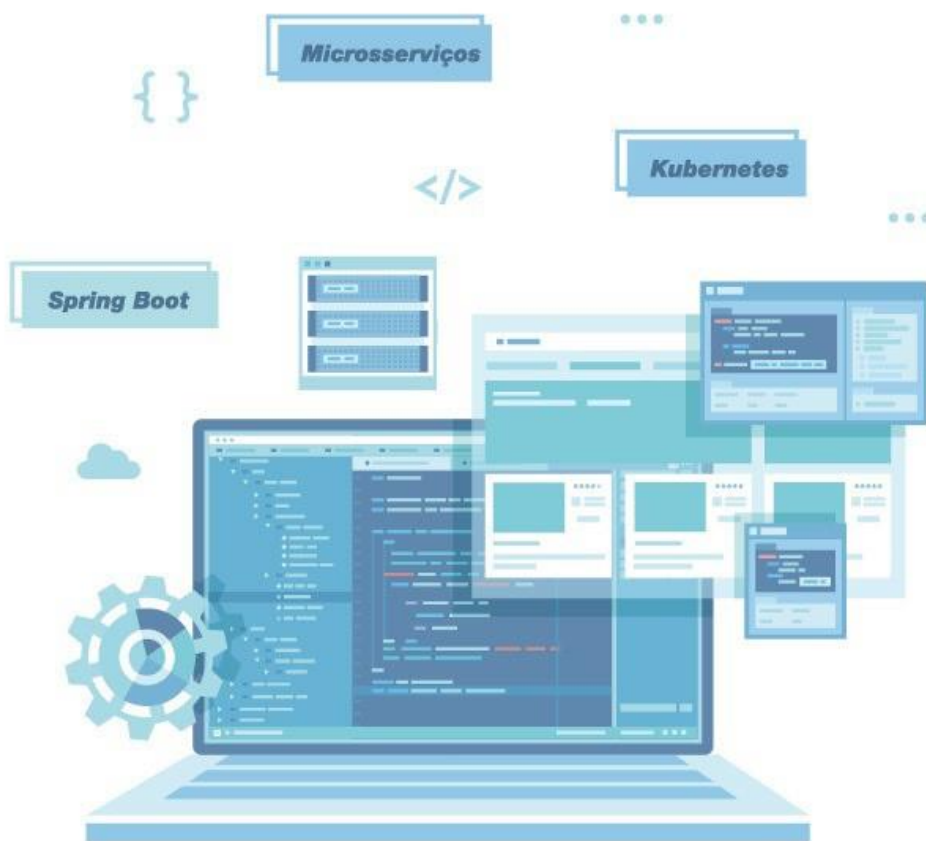 Microsserviços
{ }
Kubernetes
</>
Spring Boot